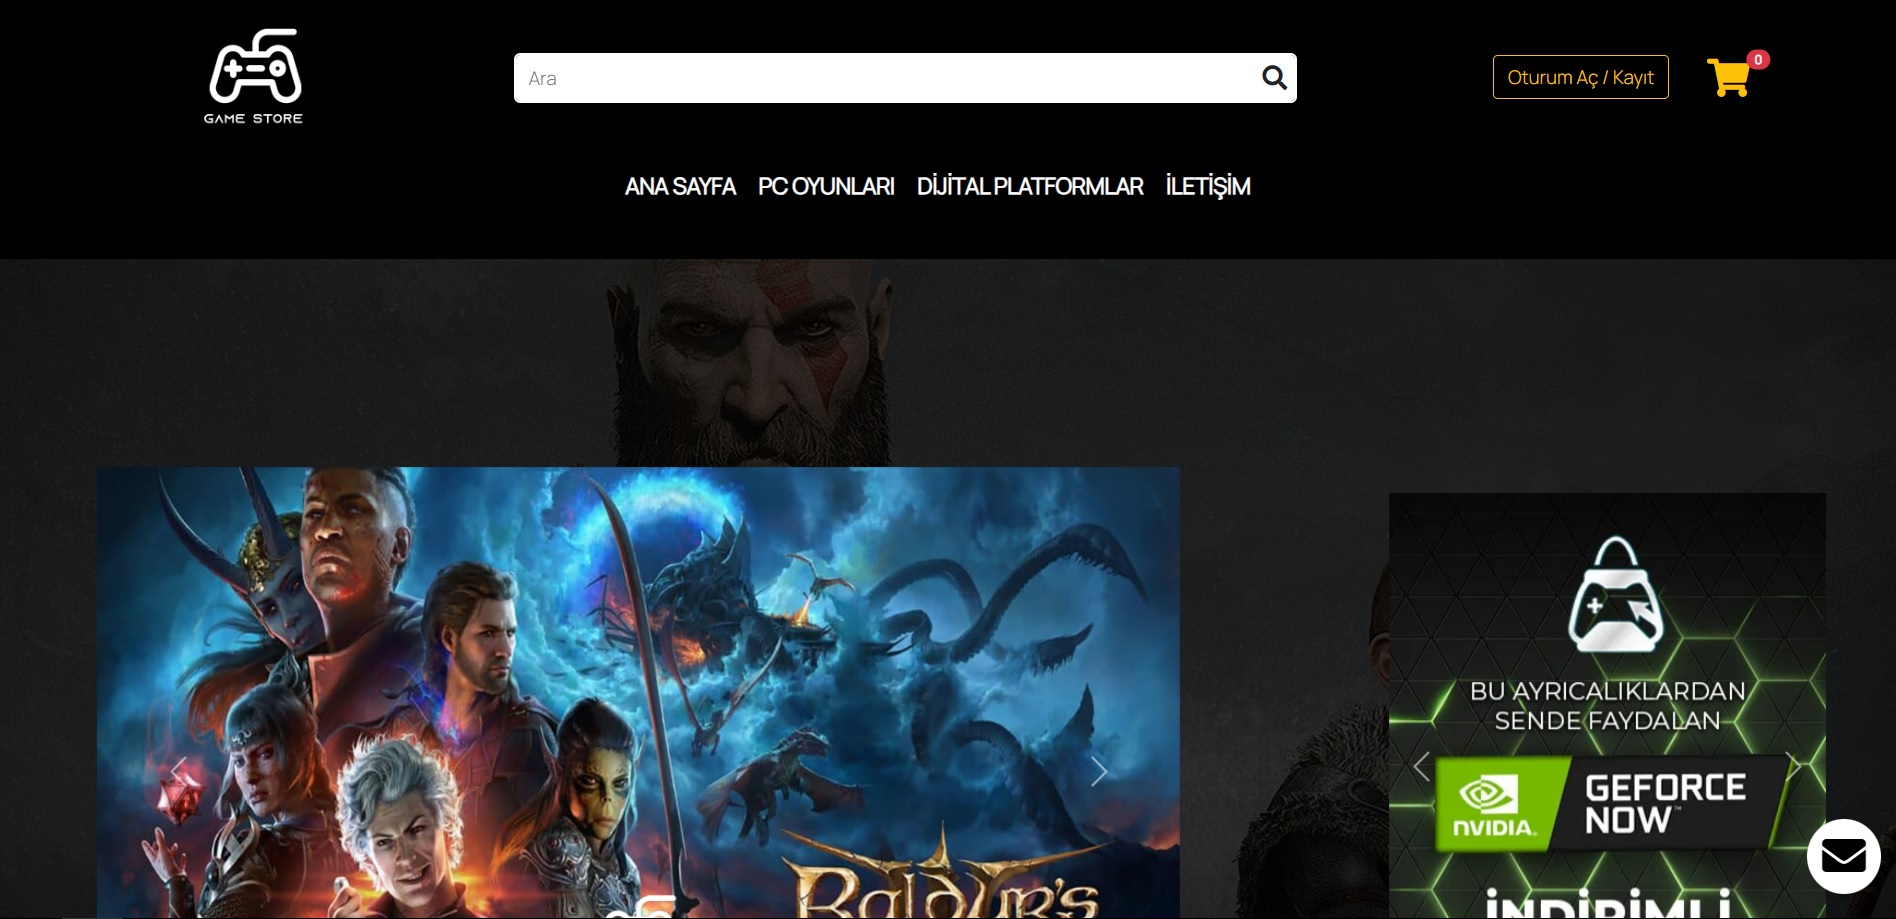 GAME STORE
Ara
Oturum Aç / Kayıt
0
ANA SAYFA PC OYUNLARI DİJİTAL PLATFORMLAR İLETİŞİM
BU AYRICALIKLARDAN
SENDE FAYDALAN
NVIDIA.
GEFORCE
NOW™
Baldur's
İNDİRİMLİ